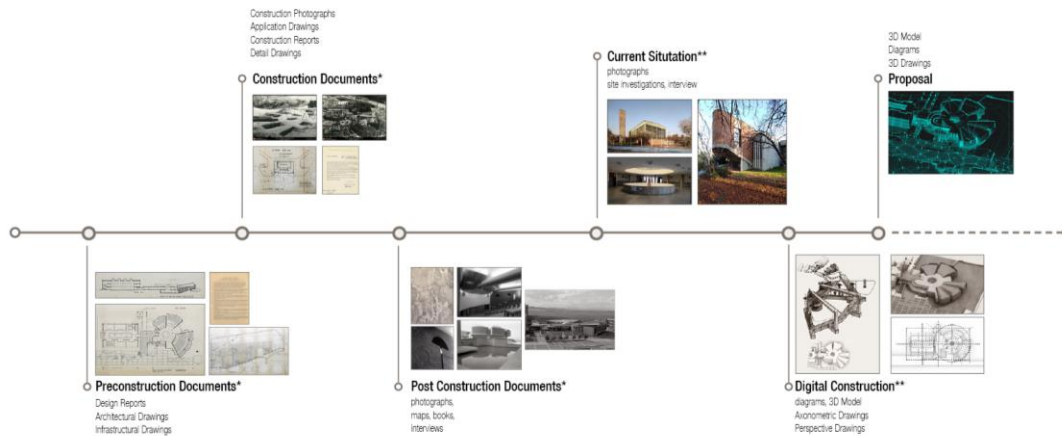 Construction Photographs
Application Drawings
Construction Reports
Detail Drawings
Construction Documents*
Current Situtation**
photographs
site investigations, interview
3D Model
Diagrams
3D Drawings
Proposal
Preconstruction Documents*
Design Reports
Architectural Drawings
Infrastructural Drawings
Post Construction Documents*
photographs,
maps, books,
interviews
Digital Construction**
diagrams, 3D Model
Axonometric Drawings
Perspective Drawings